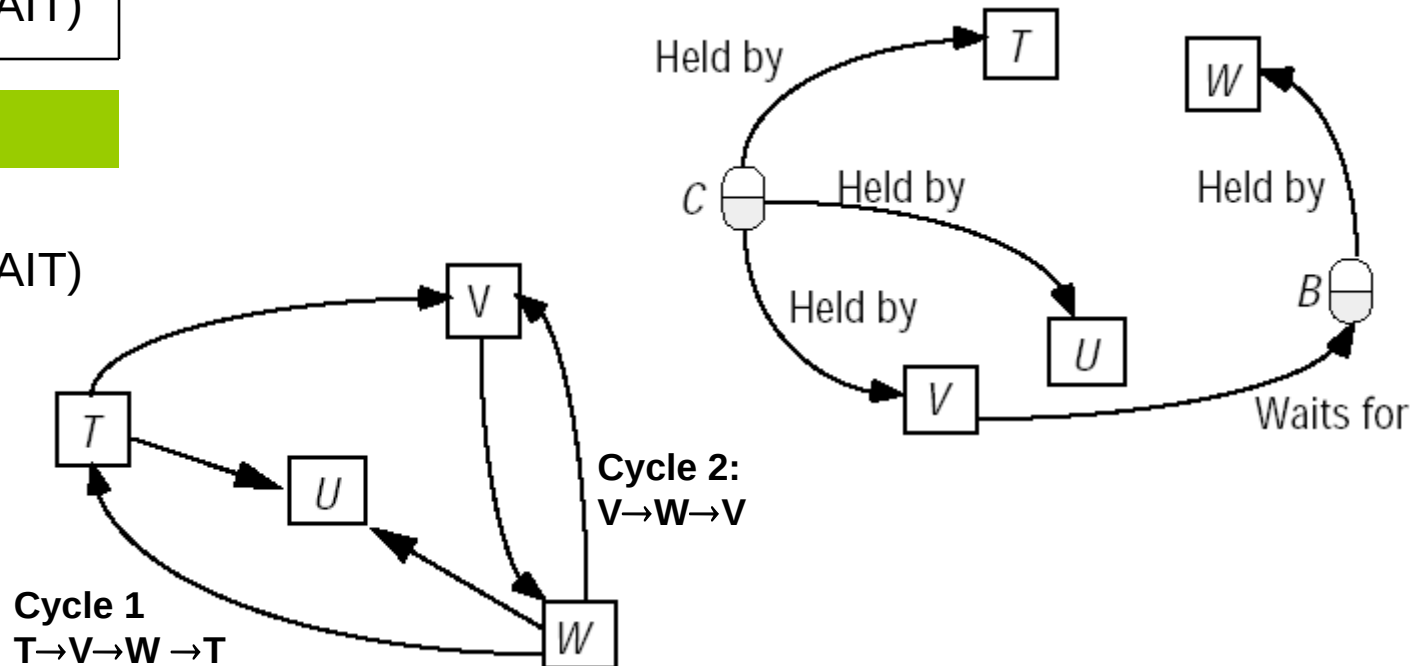 AIT)
AIT)
Held by
T
W
C
Held by
Held by
Held by
B
U
V
Waits for
V
T
U
W
Cycle 2:
V→W→V
Cycle 1
T→V→W →T